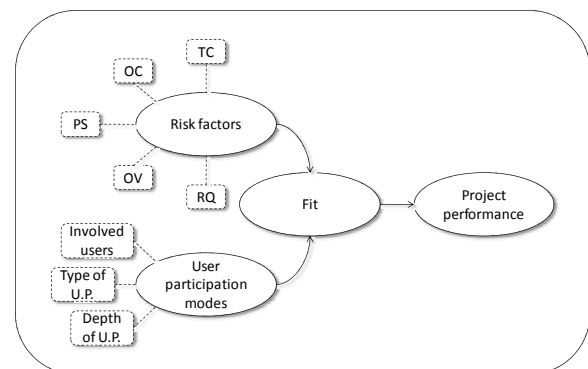 TC
OC
PS
Risk factors
OV
RQ
Fit
Project
performance
Involved
users
Type of
U.P.
Depth
of U.P.
User
participation
modes